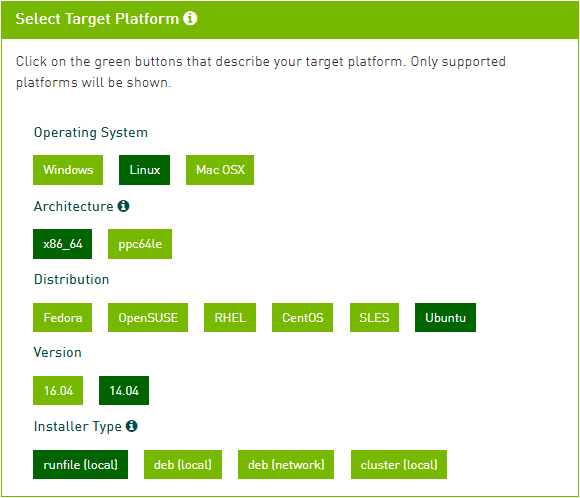 Select Target Platform
Click on the green buttons that describe your target platform. Only supported
platforms will be shown.
Operating System
Windows Linux Mac OSX
Architecture
x86_64 ppc64le
Distribution
Fedora OpenSUSE RHEL CentOS SLES Ubuntu
Version
16.04 14.04
Installer Type
runfile (local) deb (local) deb (network) cluster (local)